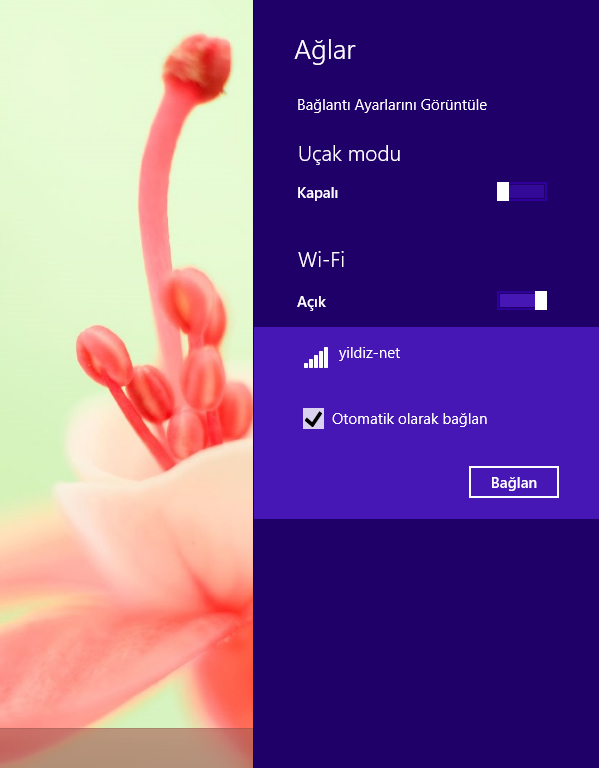 Ağlar
Bağlantı Ayarlarını Görüntüle
Uçak modu
Kapalı
Wi-Fi
Açık
yildiz-net
Otomatik olarak bağlan
Bağlan